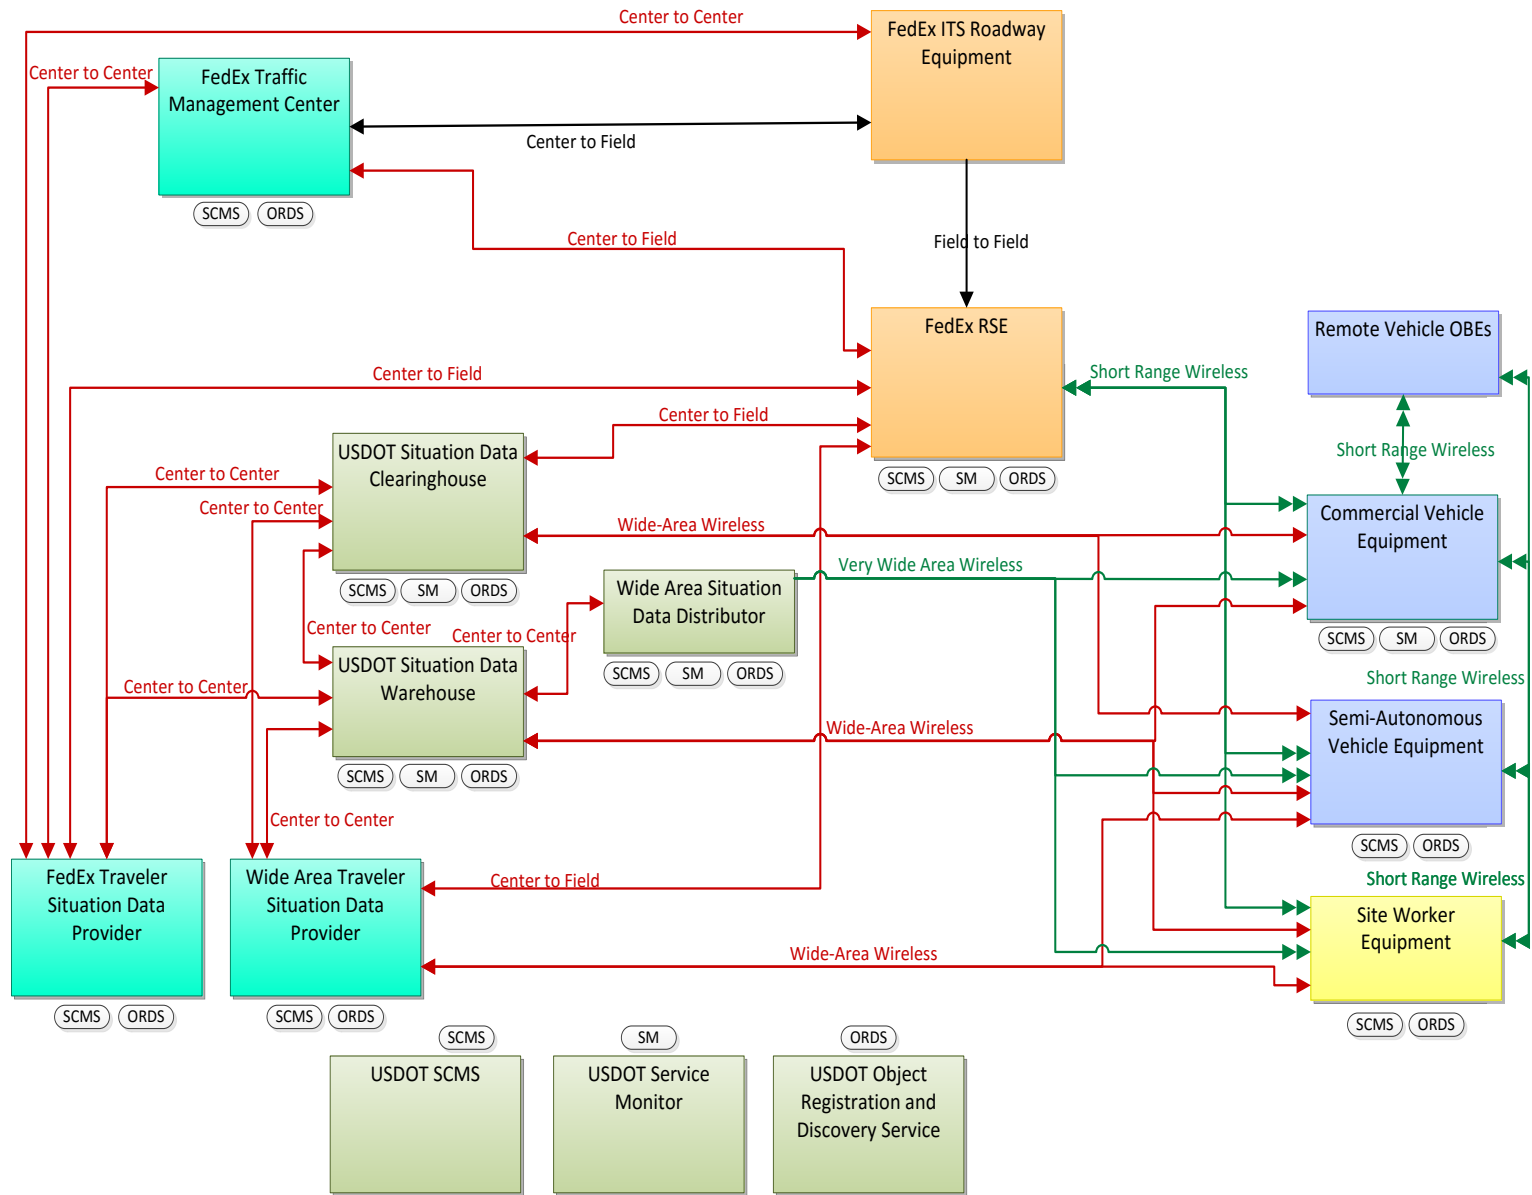 Center to Center
FedEx ITS Roadway
Equipment
Center to Center
FedEx Traffic
Management Center
Center to Field
SCMS
ORDS
Center to Field
Field to Field
FedEx RSE
Remote Vehicle OBEs
Center to Field
Short Range Wireless
Center to Field
Short Range Wireless
USDOT Situation Data
Clearinghouse
SCMS
SM
ORDS
Center to Center
Center to Center
Wide-Area Wireless
Commercial Vehicle
Equipment
Very Wide Area Wireless
SCMS
SM
ORDS
Wide Area Situation
Data Distributor
Center to Center
Center to Center
SCMS
SM
ORDS
SCMS
SM
ORDS
USDOT Situation Data
Warehouse
Center to Center
Short Range Wireless
Wide-Area Wireless
Semi-Autonomous
Vehicle Equipment
SCMS
SM
ORDS
Center to Center
SCMS
ORDS
FedEx Traveler
Situation Data
Provider
Wide Area Traveler
Situation Data
Provider
Center to Field
Short Range Wireless
Site Worker
Equipment
Wide-Area Wireless
SCMS
ORDS
SCMS
ORDS
SCMS
ORDS
SCMS
SM
ORDS
USDOT SCMS
USDOT Service
Monitor
USDOT Object
Registration and
Discovery Service